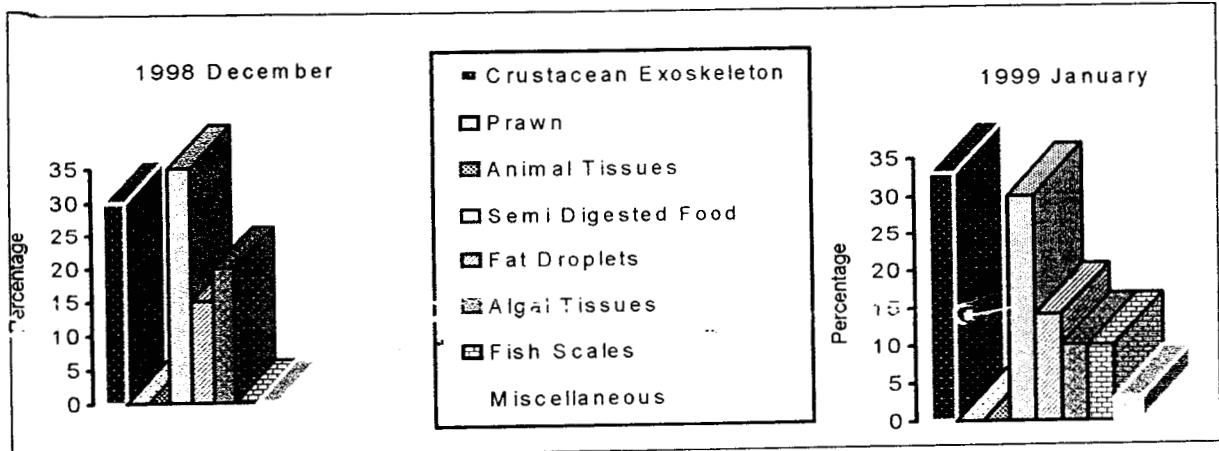 1998 December
35
30
25
20
15
10
5
0
Percentage
Crustacean Exoskeleton
Prawn
Animal Tissues
Semi Digested Food
Fat Droplets
Algal Tissues
Fish Scales
Miscellaneous
1999 January
Percentage
35
30
25
20
15
10
5
0